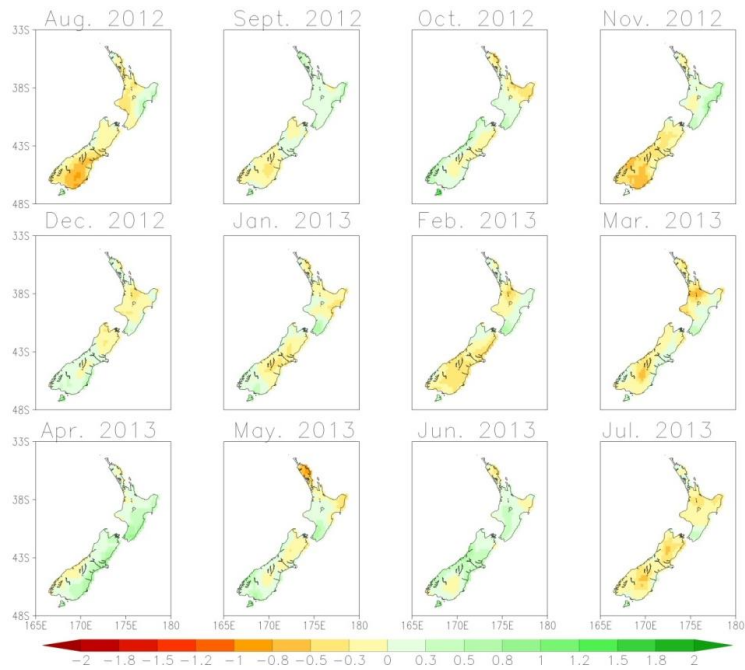 Aug. 2012 Sept. 2012 Oct. 2012 Nov. 2012
33S
38S
43S
48S
Dec. 2012 Jan. 2013 Feb. 2013 Mar. 2013
33S
38S
43S
48S
Apr. 2013 May. 2013 Jun. 2013 Jul. 2013
33S
38S
43S
48S
165E 170E 175E 180 165E 170E 175E 180 165E 170E 175E 180 165E 170E 175E 180
−2 −1.8 −1.5 −1.2 −1 −0.8 −0.5 −0.3 0 0.3 0.5 0.8 1 1.2 1.5 1.8 2